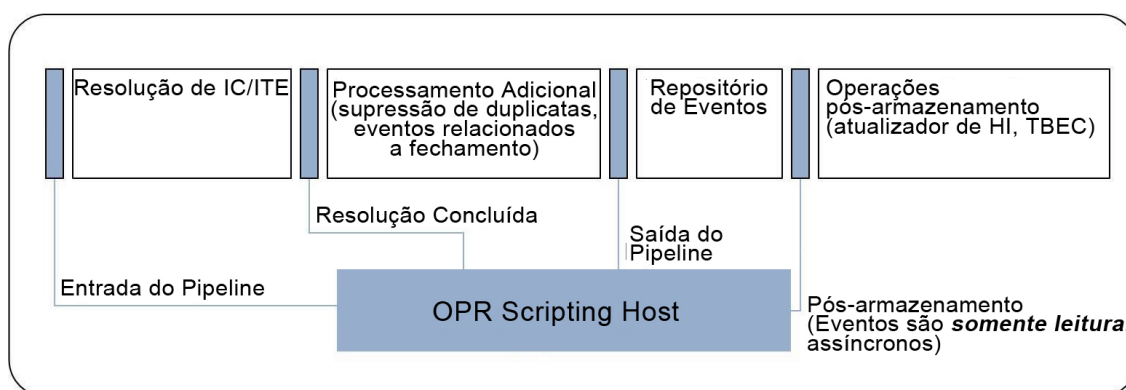 Resolução de IC/ITE
Processamento Adicional
(supressão de duplicatas,
eventos relacionados
a fechamento)
Repositório
de Eventos
Operações
pós-armazenamento
(atualizador de HI, TBEC)
Resolução Concluída
Saída do
Pipeline
Entrada do Pipeline
OPR Scripting Host
Pós-armazenamento
(Eventos são somente leitura
assíncronos)